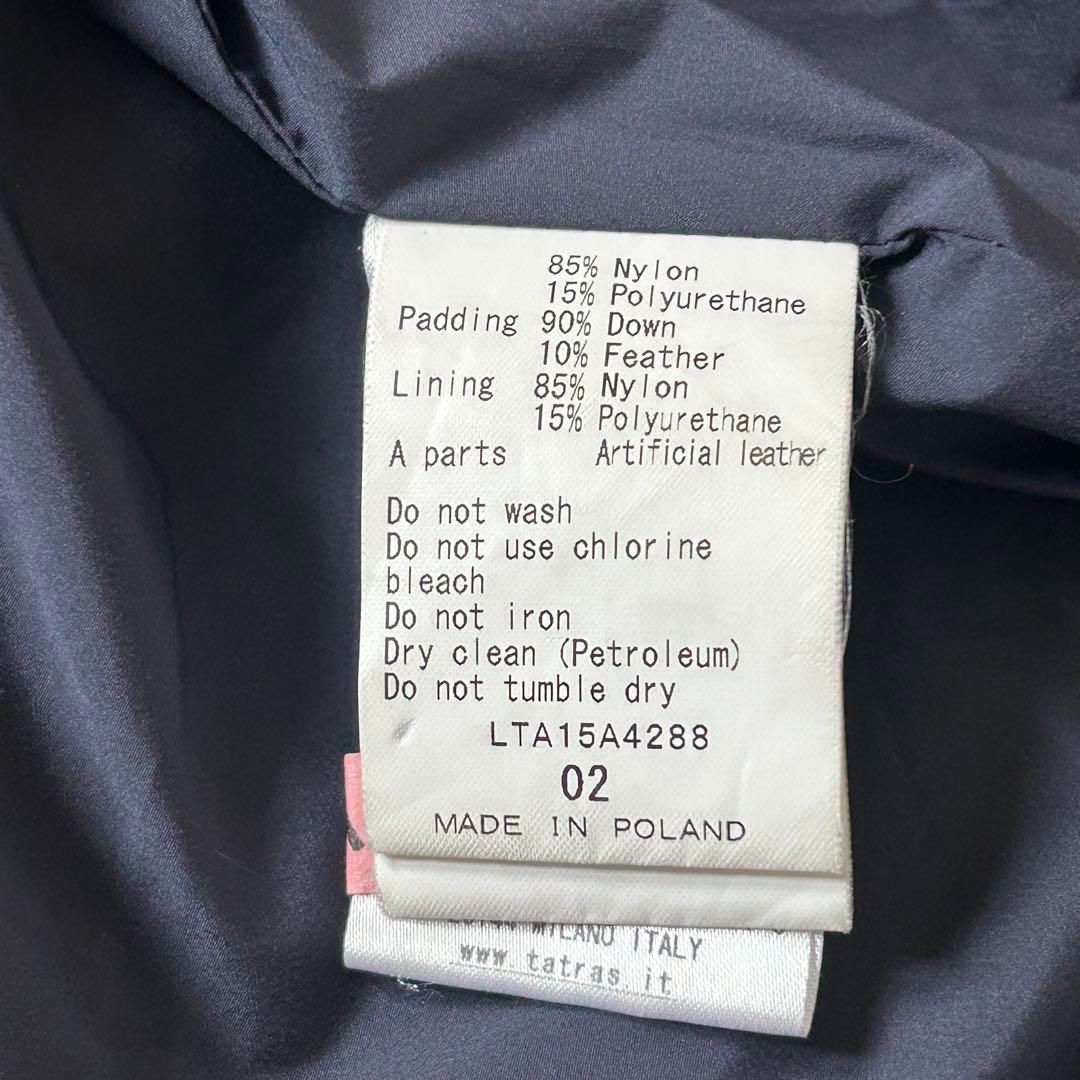 85% Nylon
15% Polyurethane
Padding 90% Down
10% Feather
Lining 85% Nylon
15% Polyurethane
A parts Artificial leather
Do not wash
Do not use chlorine
bleach
Do not iron
Dry clean (Petroleum)
Do not tumble dry
LTA15A4288
02
MADE IN POLAND
MILANO ITALY
www tatras it